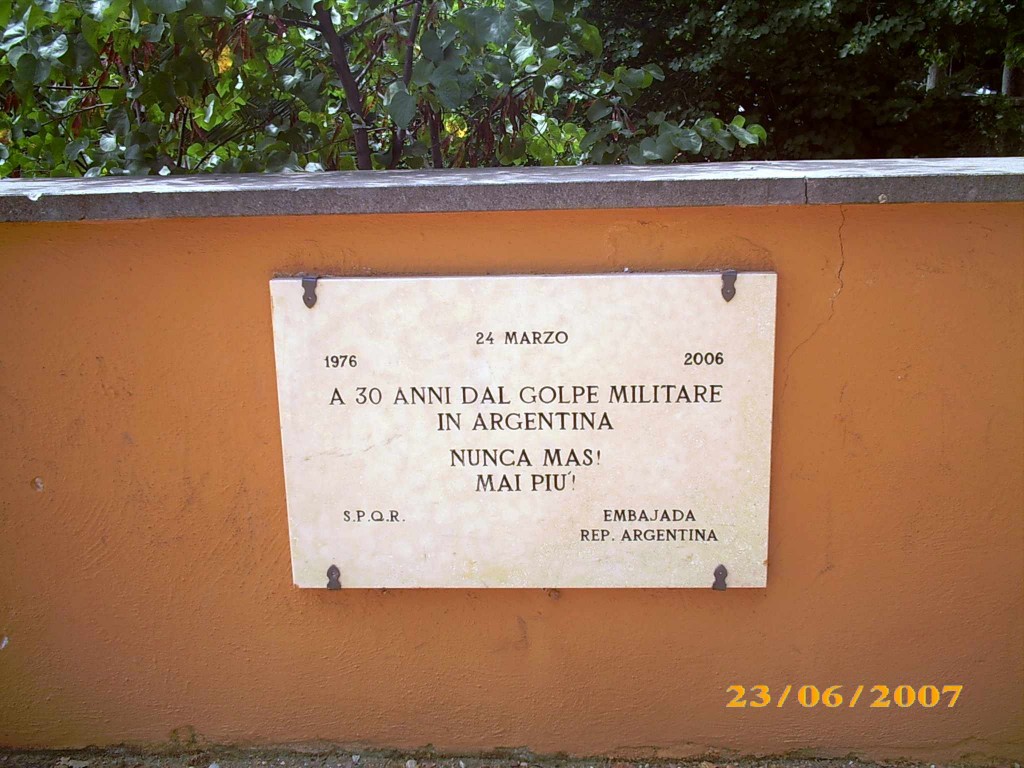 24 MARZO
1976 2006
A 30 ANNI DAL GOLPE MILITARE
IN ARGENTINA
NUNCA MAS!
MAI PIU'!
S.P.Q.R. EMBAJADA
REP. ARGENTINA
23/06/2007